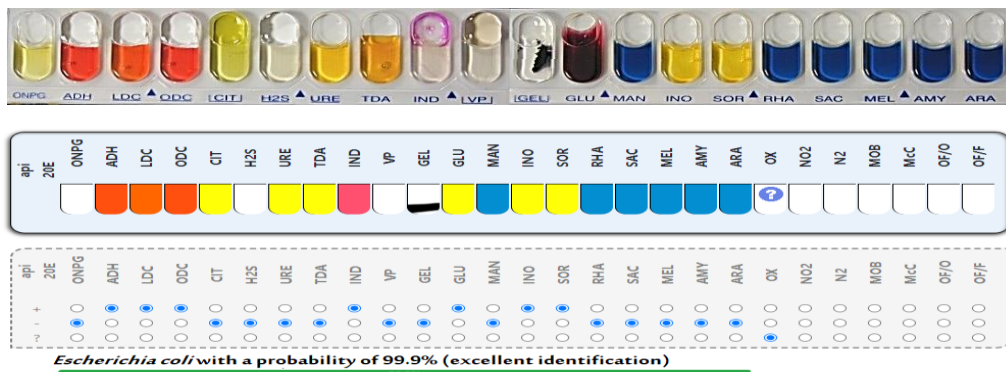 ONPG ADH LDC ODC |CIT| H2S URE TDA IND |VP| |GEL| GLU MAN INO SOR RHA SAC MEL AMY ARA
api 20E ONPG ADH LDC ODC CIT H2S URE TDA IND VP GEL GLU MAN INO SOR RHA SAC MEL AMY ARA OX NO2 N2 MOB McC OF/O OF/F
?
api 20E ONPG ADH LDC ODC CIT H2S URE TDA IND VP GEL GLU MAN INO SOR RHA SAC MEL AMY ARA OX NO2 N2 MOB McC OF/O OF/F
+
-
?
Escherichia coli with a probability of 99.9% (excellent identification)